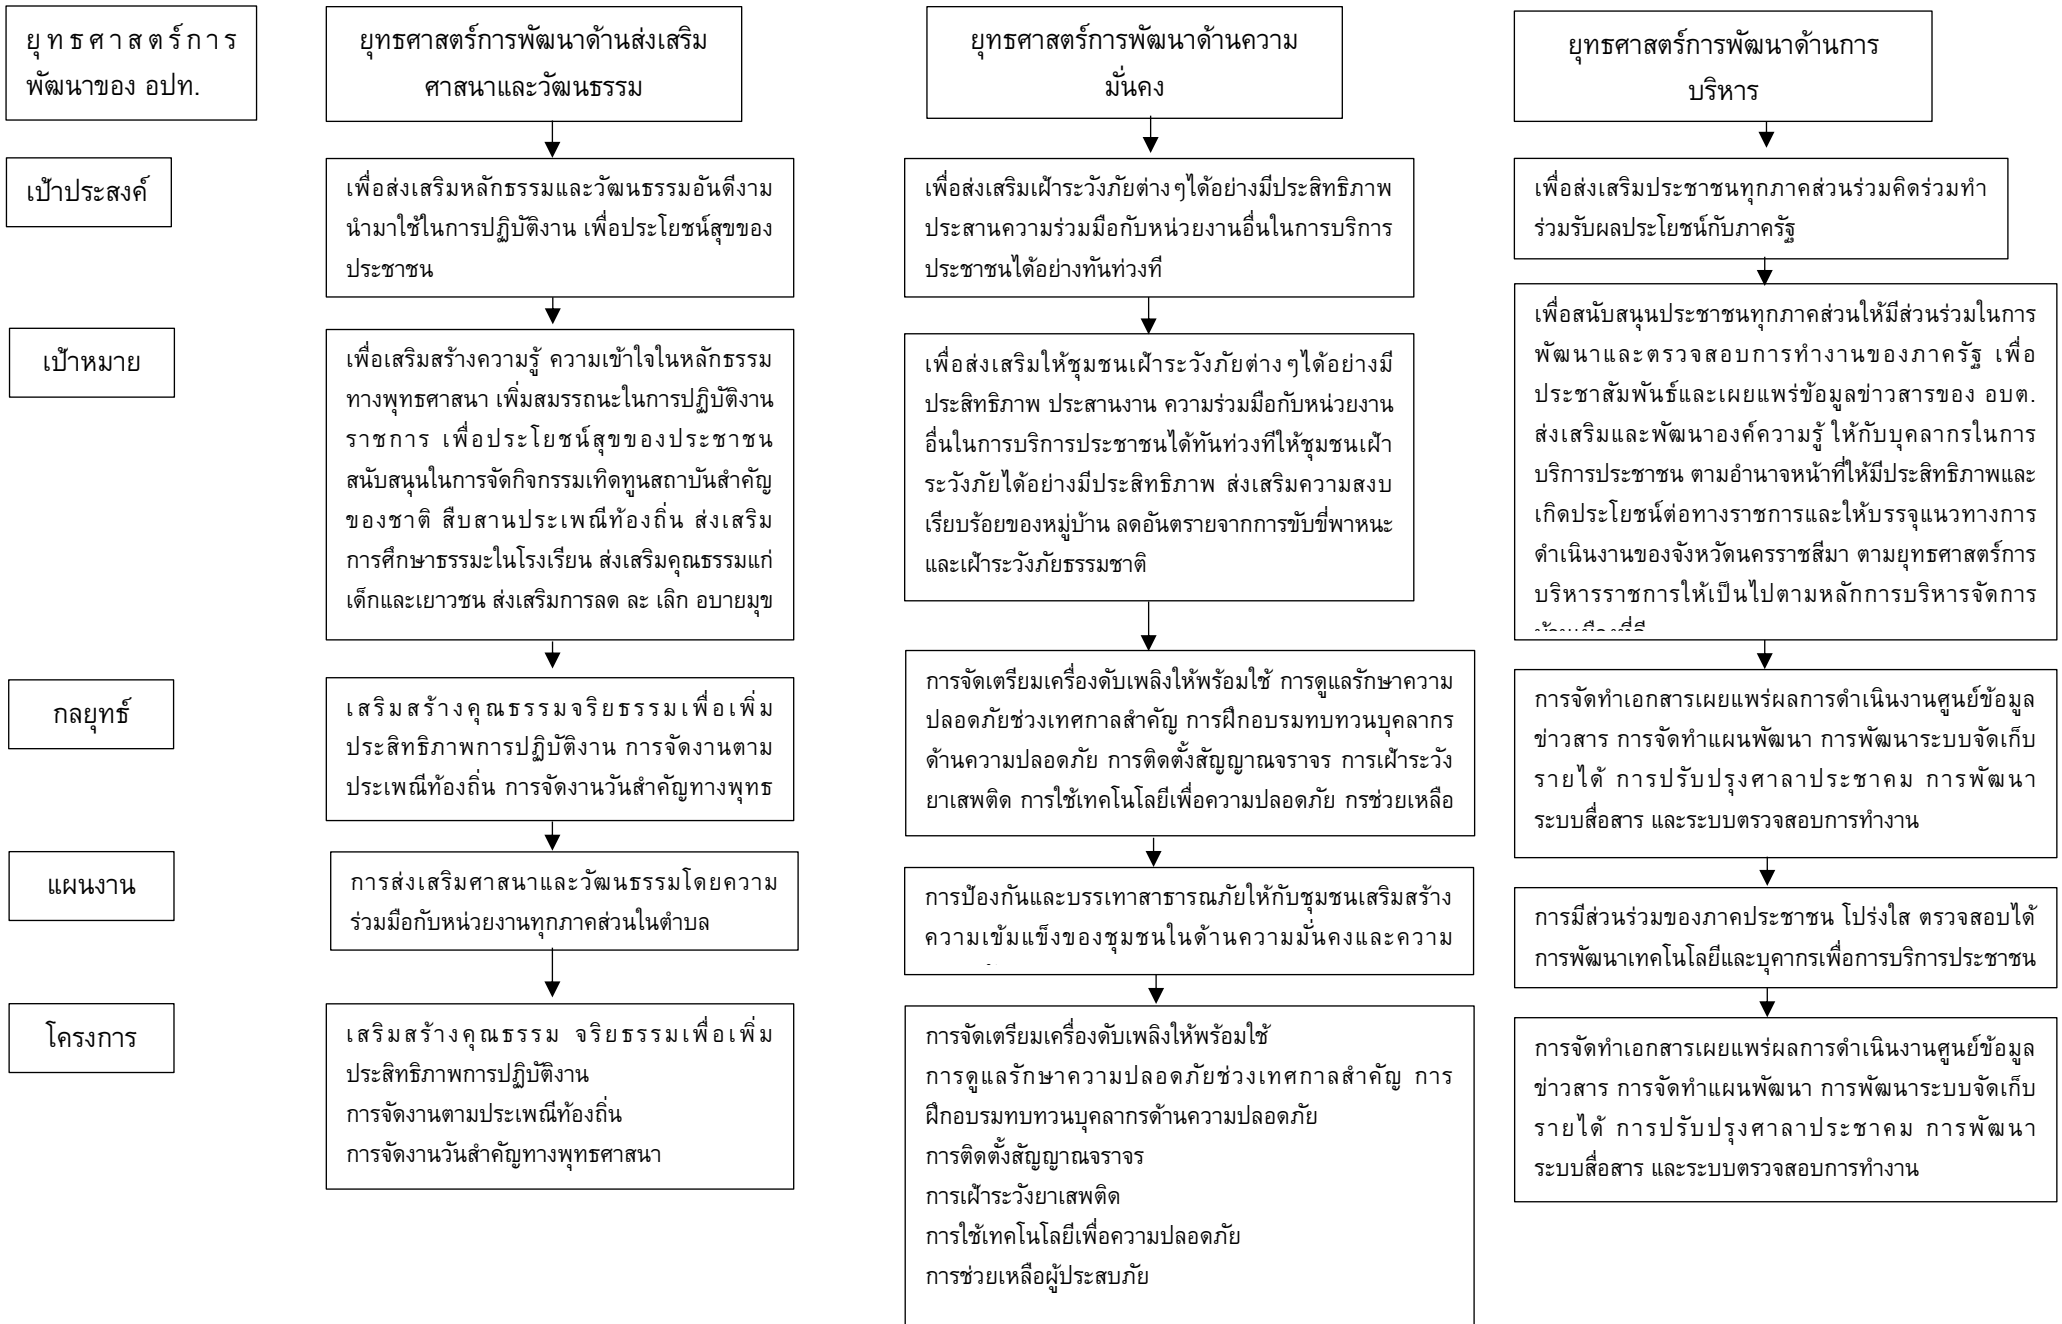 ยุทธศาสตร์การ
พัฒนาของ อปท.
ยุทธศาสตร์การพัฒนาด้านส่งเสริม
ศาสนาและวัฒนธรรม
ยุทธศาสตร์การพัฒนาด้านความ
มั่นคง
ยุทธศาสตร์การพัฒนาด้านการ
บริหาร
เป้าประสงค์
เพื่อส่งเสริมหลักธรรมและวัฒนธรรมอันดีงาม
นำมาใช้ในการปฏิบัติงาน เพื่อประโยชน์สุขของ
ประชาชน
เพื่อส่งเสริมเฝ้าระวังภัยต่างๆได้อย่างมีประสิทธิภาพ
ประสานความร่วมมือกับหน่วยงานอื่นในการบริการ
ประชาชนได้อย่างทันท่วงที
เพื่อส่งเสริมประชาชนทุกภาคส่วนร่วมคิดร่วมทำ
ร่วมรับผลประโยชน์กับภาครัฐ
เป้าหมาย
เพื่อเสริมสร้างความรู้ ความเข้าใจในหลักธรรม
ทางพุทธศาสนา เพิ่มสมรรถนะในการปฏิบัติงาน
ราชการ เพื่อประโยชน์สุขของประชาชน
สนับสนุนในการจัดกิจกรรมเทิดทูนสถาบันสำคัญ
ของชาติ สืบสานประเพณีท้องถิ่น ส่งเสริม
การศึกษาธรรมะในโรงเรียน ส่งเสริมคุณธรรมแก่
เด็กและเยาวชน ส่งเสริมการลด ละ เลิก อบายมุข
เพื่อส่งเสริมให้ชุมชนเฝ้าระวังภัยต่างๆได้อย่างมี
ประสิทธิภาพ ประสานงาน ความร่วมมือกับหน่วยงาน
อื่นในการบริการประชาชนได้ทันท่วงทีให้ชุมชนเฝ้า
ระวังภัยได้อย่างมีประสิทธิภาพ ส่งเสริมความสงบ
เรียบร้อยของหมู่บ้าน ลดอันตรายจากการขับขี่พาหนะ
และเฝ้าระวังภัยธรรมชาติ
เพื่อสนับสนุนประชาชนทุกภาคส่วนให้มีส่วนร่วมในการ
พัฒนาและตรวจสอบการทำงานของภาครัฐ เพื่อ
ประชาสัมพันธ์และเผยแพร่ข้อมูลข่าวสารของ อบต.
ส่งเสริมและพัฒนาองค์ความรู้ ให้กับบุคลากรในการ
บริการประชาชน ตามอำนาจหน้าที่ให้มีประสิทธิภาพและ
เกิดประโยชน์ต่อทางราชการและให้บรรจุแนวทางการ
ดำเนินงานของจังหวัดนครราชสีมา ตามยุทธศาสตร์การ
บริหารราชการให้เป็นไปตามหลักการบริหารจัดการ
กลยุทธ์
เสริมสร้างคุณธรรมจริยธรรมเพื่อเพิ่ม
ประสิทธิภาพการปฏิบัติงาน การจัดงานตาม
ประเพณีท้องถิ่น การจัดงานวันสำคัญทางพุทธ
การจัดเตรียมเครื่องดับเพลิงให้พร้อมใช้ การดูแลรักษาความ
ปลอดภัยช่วงเทศกาลสำคัญ การฝึกอบรมทบทวนบุคลากร
ด้านความปลอดภัย การติดตั้งสัญญาณจราจร การเฝ้าระวัง
ยาเสพติด การใช้เทคโนโลยีเพื่อความปลอดภัย กรช่วยเหลือ
การจัดทำเอกสารเผยแพร่ผลการดำเนินงานศูนย์ข้อมูล
ข่าวสาร การจัดทำแผนพัฒนา การพัฒนาระบบจัดเก็บ
รายได้ การปรับปรุงศาลาประชาคม การพัฒนา
ระบบสื่อสาร และระบบตรวจสอบการทำงาน
แผนงาน
การส่งเสริมศาสนาและวัฒนธรรมโดยความ
ร่วมมือกับหน่วยงานทุกภาคส่วนในตำบล
การป้องกันและบรรเทาสาธารณภัยให้กับชุมชนเสริมสร้าง
ความเข้มแข็งของชุมชนในด้านความมั่นคงและความ
การมีส่วนร่วมของภาคประชาชน โปร่งใส ตรวจสอบได้
การพัฒนาเทคโนโลยีและบุคากรเพื่อการบริการประชาชน
โครงการ
เสริมสร้างคุณธรรม จริยธรรมเพื่อเพิ่ม
ประสิทธิภาพการปฏิบัติงาน
การจัดงานตามประเพณีท้องถิ่น
การจัดงานวันสำคัญทางพุทธศาสนา
การจัดเตรียมเครื่องดับเพลิงให้พร้อมใช้
การดูแลรักษาความปลอดภัยช่วงเทศกาลสำคัญ การ
ฝึกอบรมทบทวนบุคลากรด้านความปลอดภัย
การติดตั้งสัญญาณจราจร
การเฝ้าระวังยาเสพติด
การใช้เทคโนโลยีเพื่อความปลอดภัย
การช่วยเหลือผู้ประสบภัย
การจัดทำเอกสารเผยแพร่ผลการดำเนินงานศูนย์ข้อมูล
ข่าวสาร การจัดทำแผนพัฒนา การพัฒนาระบบจัดเก็บ
รายได้ การปรับปรุงศาลาประชาคม การพัฒนา
ระบบสื่อสาร และระบบตรวจสอบการทำงาน